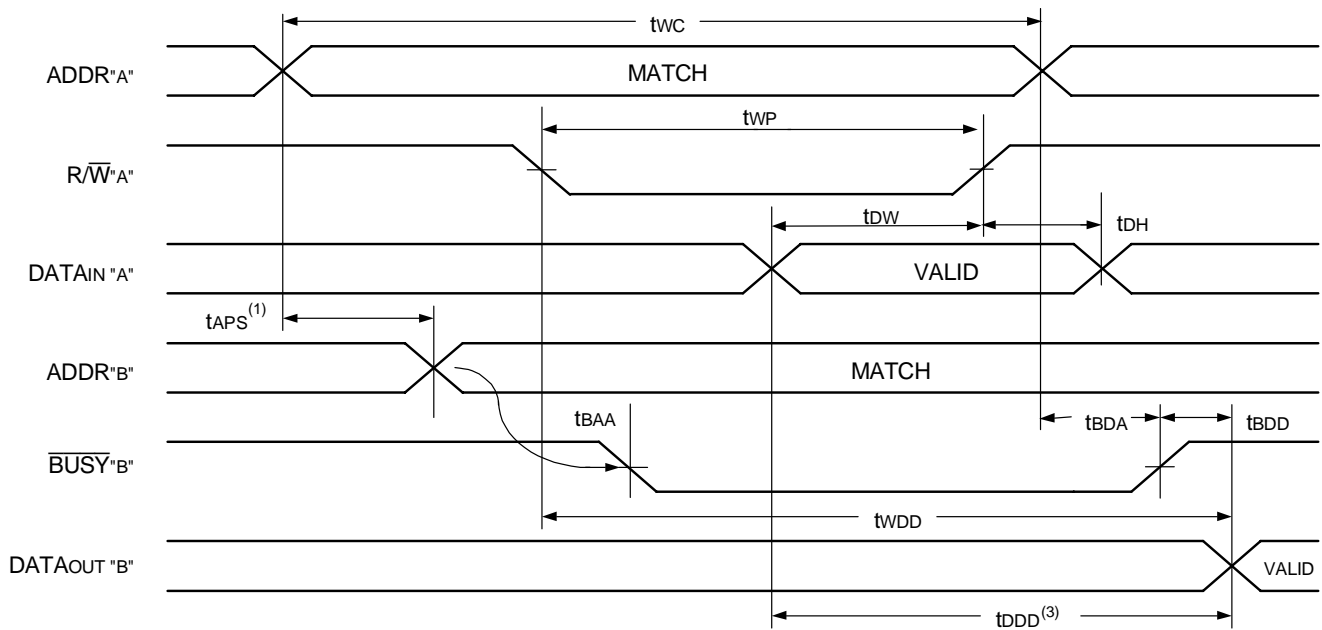 tWC
ADDR"A"
MATCH
tWP
R/W̅"A"
tDW
tDH
DATAIN "A"
VALID
tAPS(1)
ADDR"B"
MATCH
tBAA
tBDA
tBDD
B̅U̅S̅Y̅"B"
tWDD
DATAOUT "B"
VALID
tDDD(3)